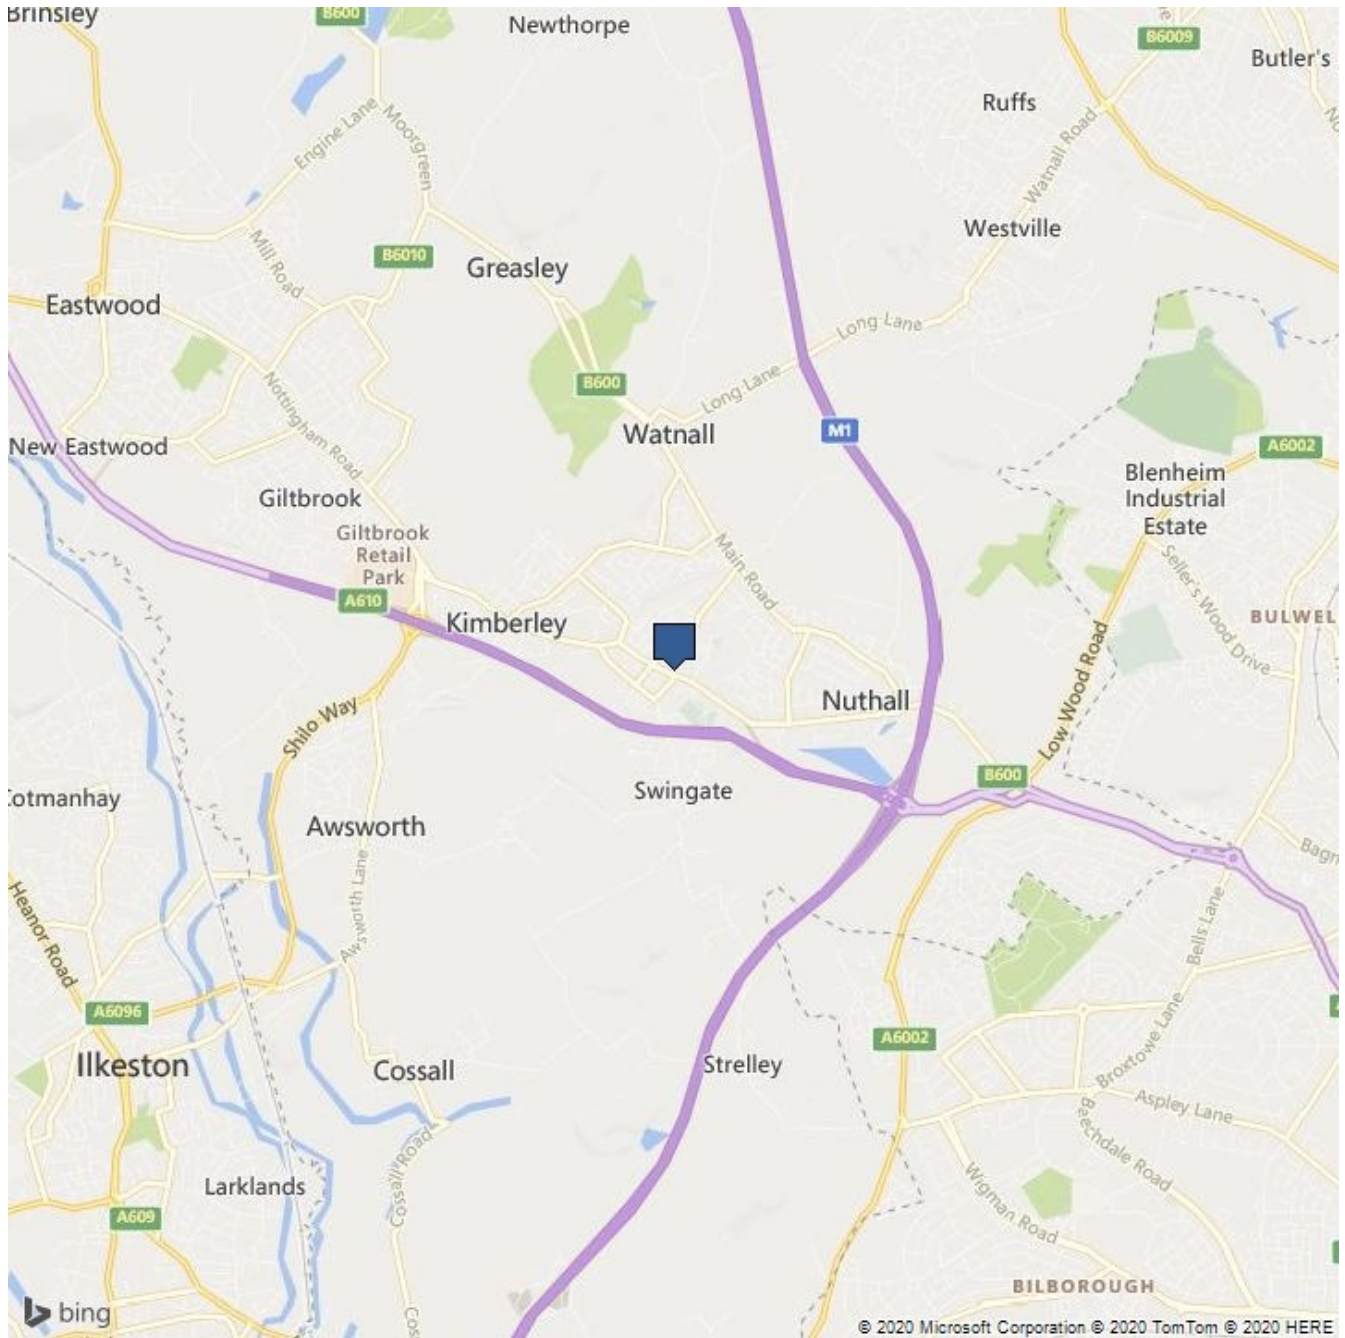 Brinsley
B600
Newthorpe
B6009
Butler's
Ruffs
Engine Lane
Moorgreen
Watnall Road
Westville
Mill Road
B6010
Greasley
Eastwood
Long Lane
B600
Long Lane
Nottingham Road
Watnall
M1
New Eastwood
A6002
Blenheim
Industrial
Estate
Giltbrook
Giltbrook
Retail
Park
Main Road
Seller's Wood Drive
A610
Kimberley
BULWEL
Low Wood Road
Nuthall
Shilo Way
B600
Swingate
Cotmanhay
Awsworth
Bagn
Awsworth Lane
Heanor Road
Bells Lane
A6096
A6002
Ilkeston
Cossall
Strelley
Broxtowe Lane
Aspley Lane
Beechdale Road
Cossall Road
Larklands
Wigman Road
A609
BILBOROUGH
bing
Cos
© 2020 Microsoft Corporation © 2020 TomTom © 2020 HERE